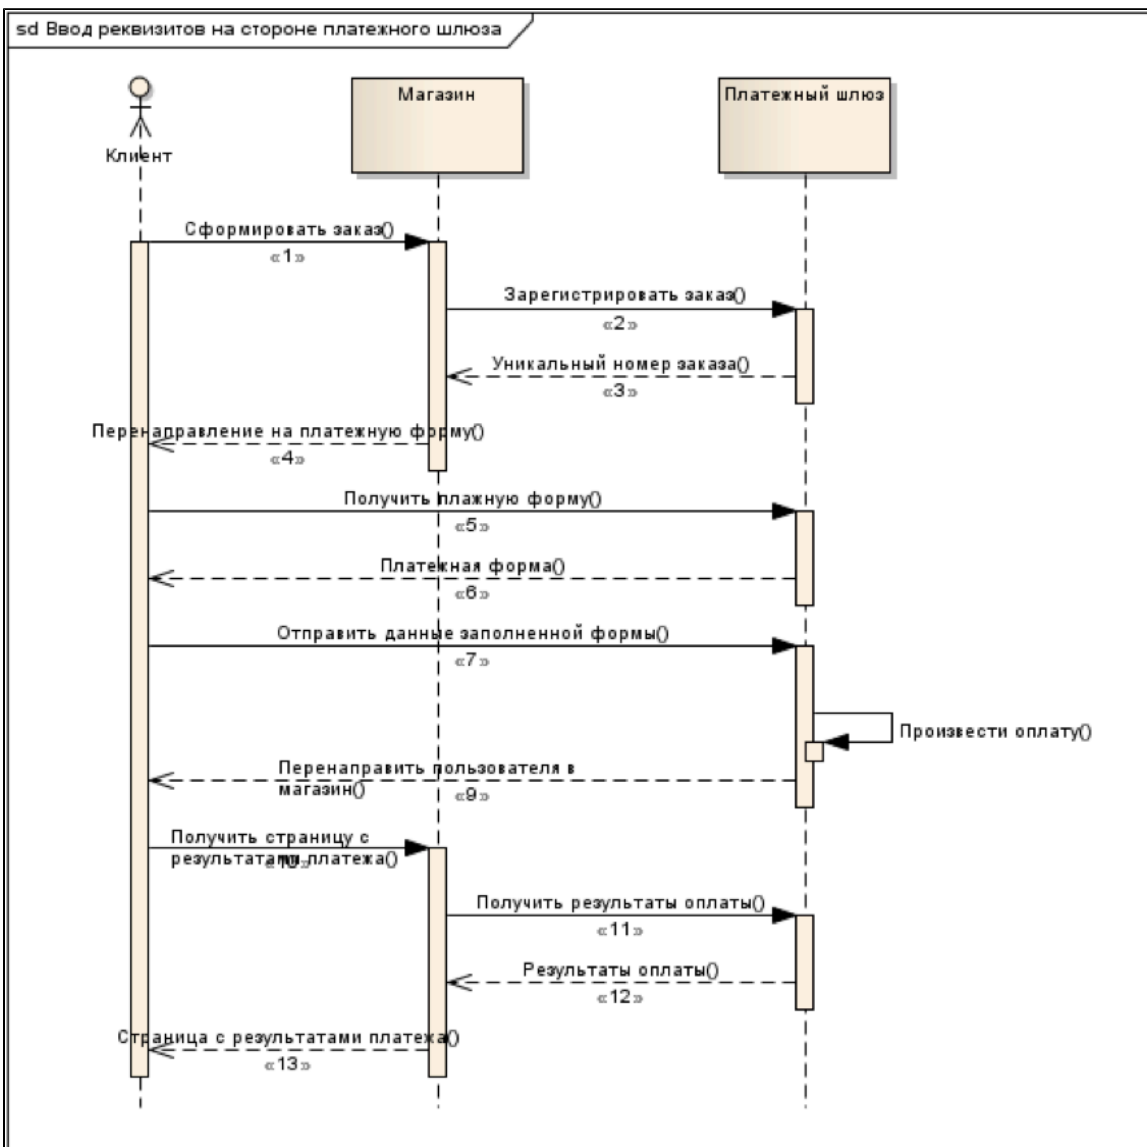 sd Ввод реквизитов на стороне платежного шлюза
Клиент
Магазин
Платежный шлюз
Сформировать заказ()
«1»
Зарегистрировать заказ()
«2»
Уникальный номер заказа()
«3»
Перенаправление на платежную форму()
«4»
Получить плажную форму()
«5»
Платежная форма()
«6»
Отправить данные заполненной формы()
«7»
Произвести оплату()
Перенаправить пользователя в
магазин()
«9»
Получить страницу с
результатами платежа()
«10»
Получить результаты оплаты()
«11»
Результаты оплаты()
«12»
Страница с результатами платежа()
«13»